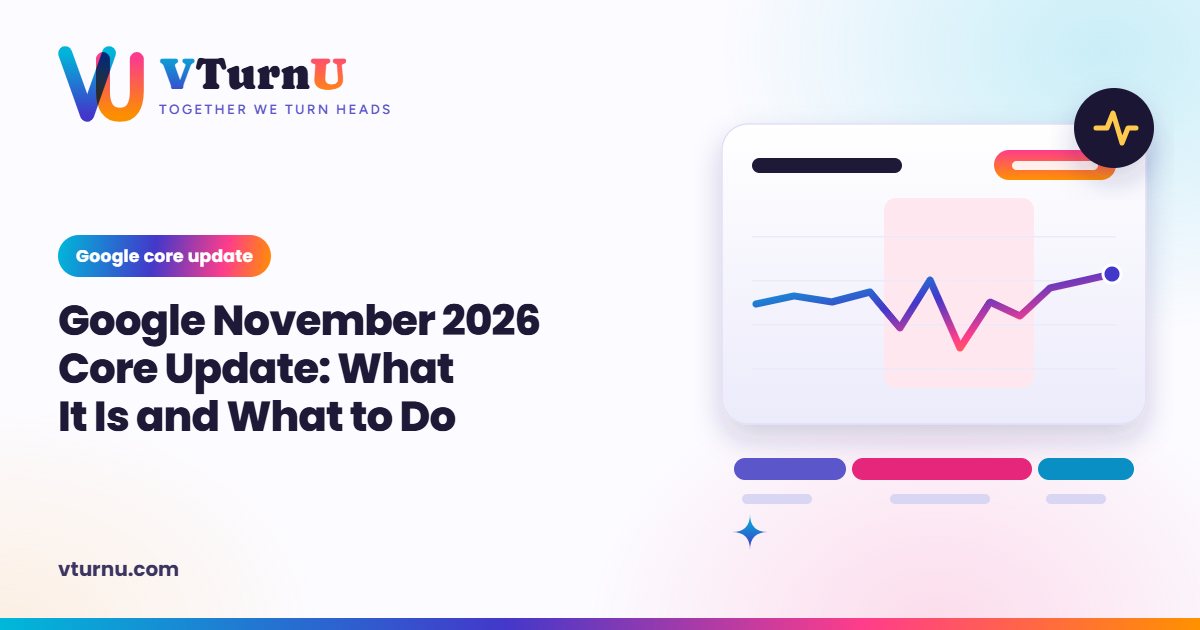 VTurnU
TOGETHER WE TURN HEADS
Google core update
Google November 2026
Core Update: What
It Is and What to Do
vturnu.com